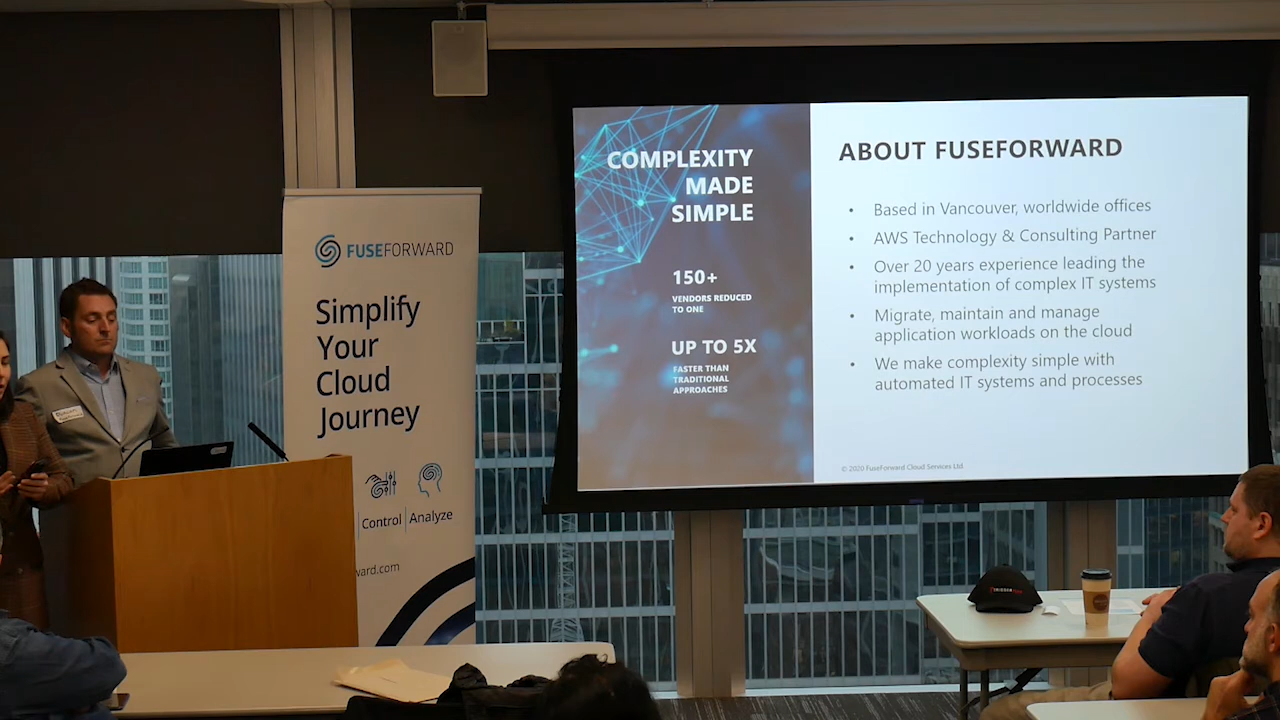 FUSEFORWARD
Simplify
Your
Cloud
Journey
Control Analyze
ward.com
COMPLEXITY
MADE
SIMPLE
150+
VENDORS REDUCED
TO ONE
UP TO 5X
FASTER THAN
TRADITIONAL
APPROACHES
ABOUT FUSEFORWARD
• Based in Vancouver, worldwide offices
• AWS Technology & Consulting Partner
• Over 20 years experience leading the
implementation of complex IT systems
• Migrate, maintain and manage
application workloads on the cloud
• We make complexity simple with
automated IT systems and processes
© 2020 FuseForward Cloud Services Ltd.